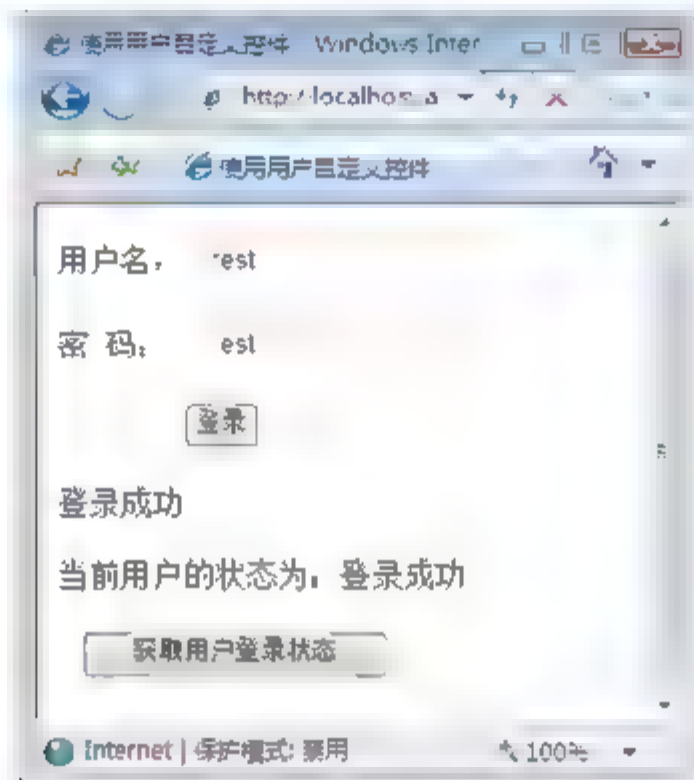 使用用户自定义控件 Windows Inter
http://localhos a
使用用户自定义控件
用户名: est
密 码: est
登录
登录成功
当前用户的状态为: 登录成功
获取用户登录状态
Internet | 保护模式: 禁用
100%